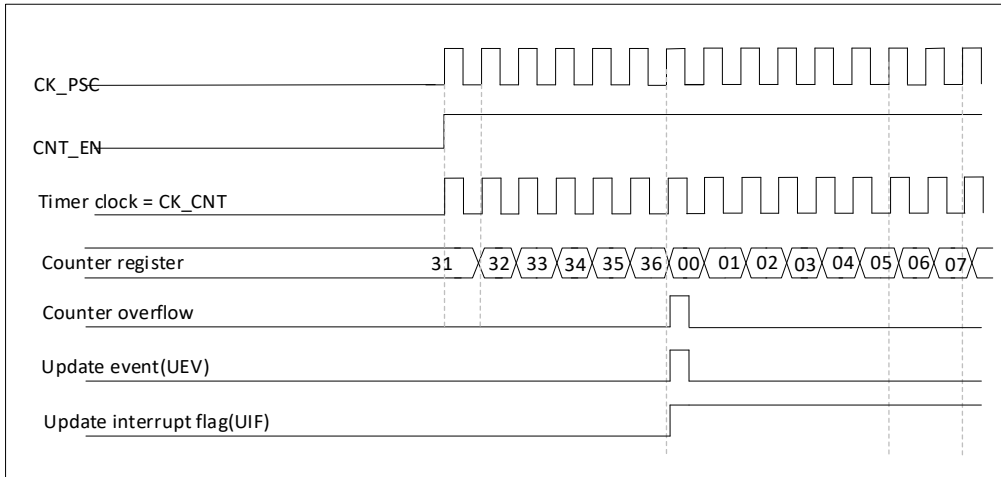 CK_PSC
CNT_EN
Timer clock = CK_CNT
Counter register 31 32 33 34 35 36 00 01 02 03 04 05 06 07
Counter overflow
Update event(UEV)
Update interrupt flag(UIF)